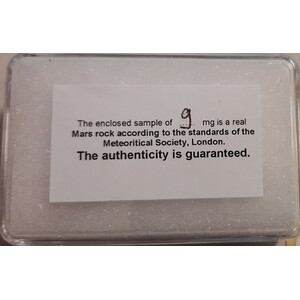 The enclosed sample of 9 mg is a real
Mars rock according to the standards of the
Meteoritical Society, London.
The authenticity is guaranteed.